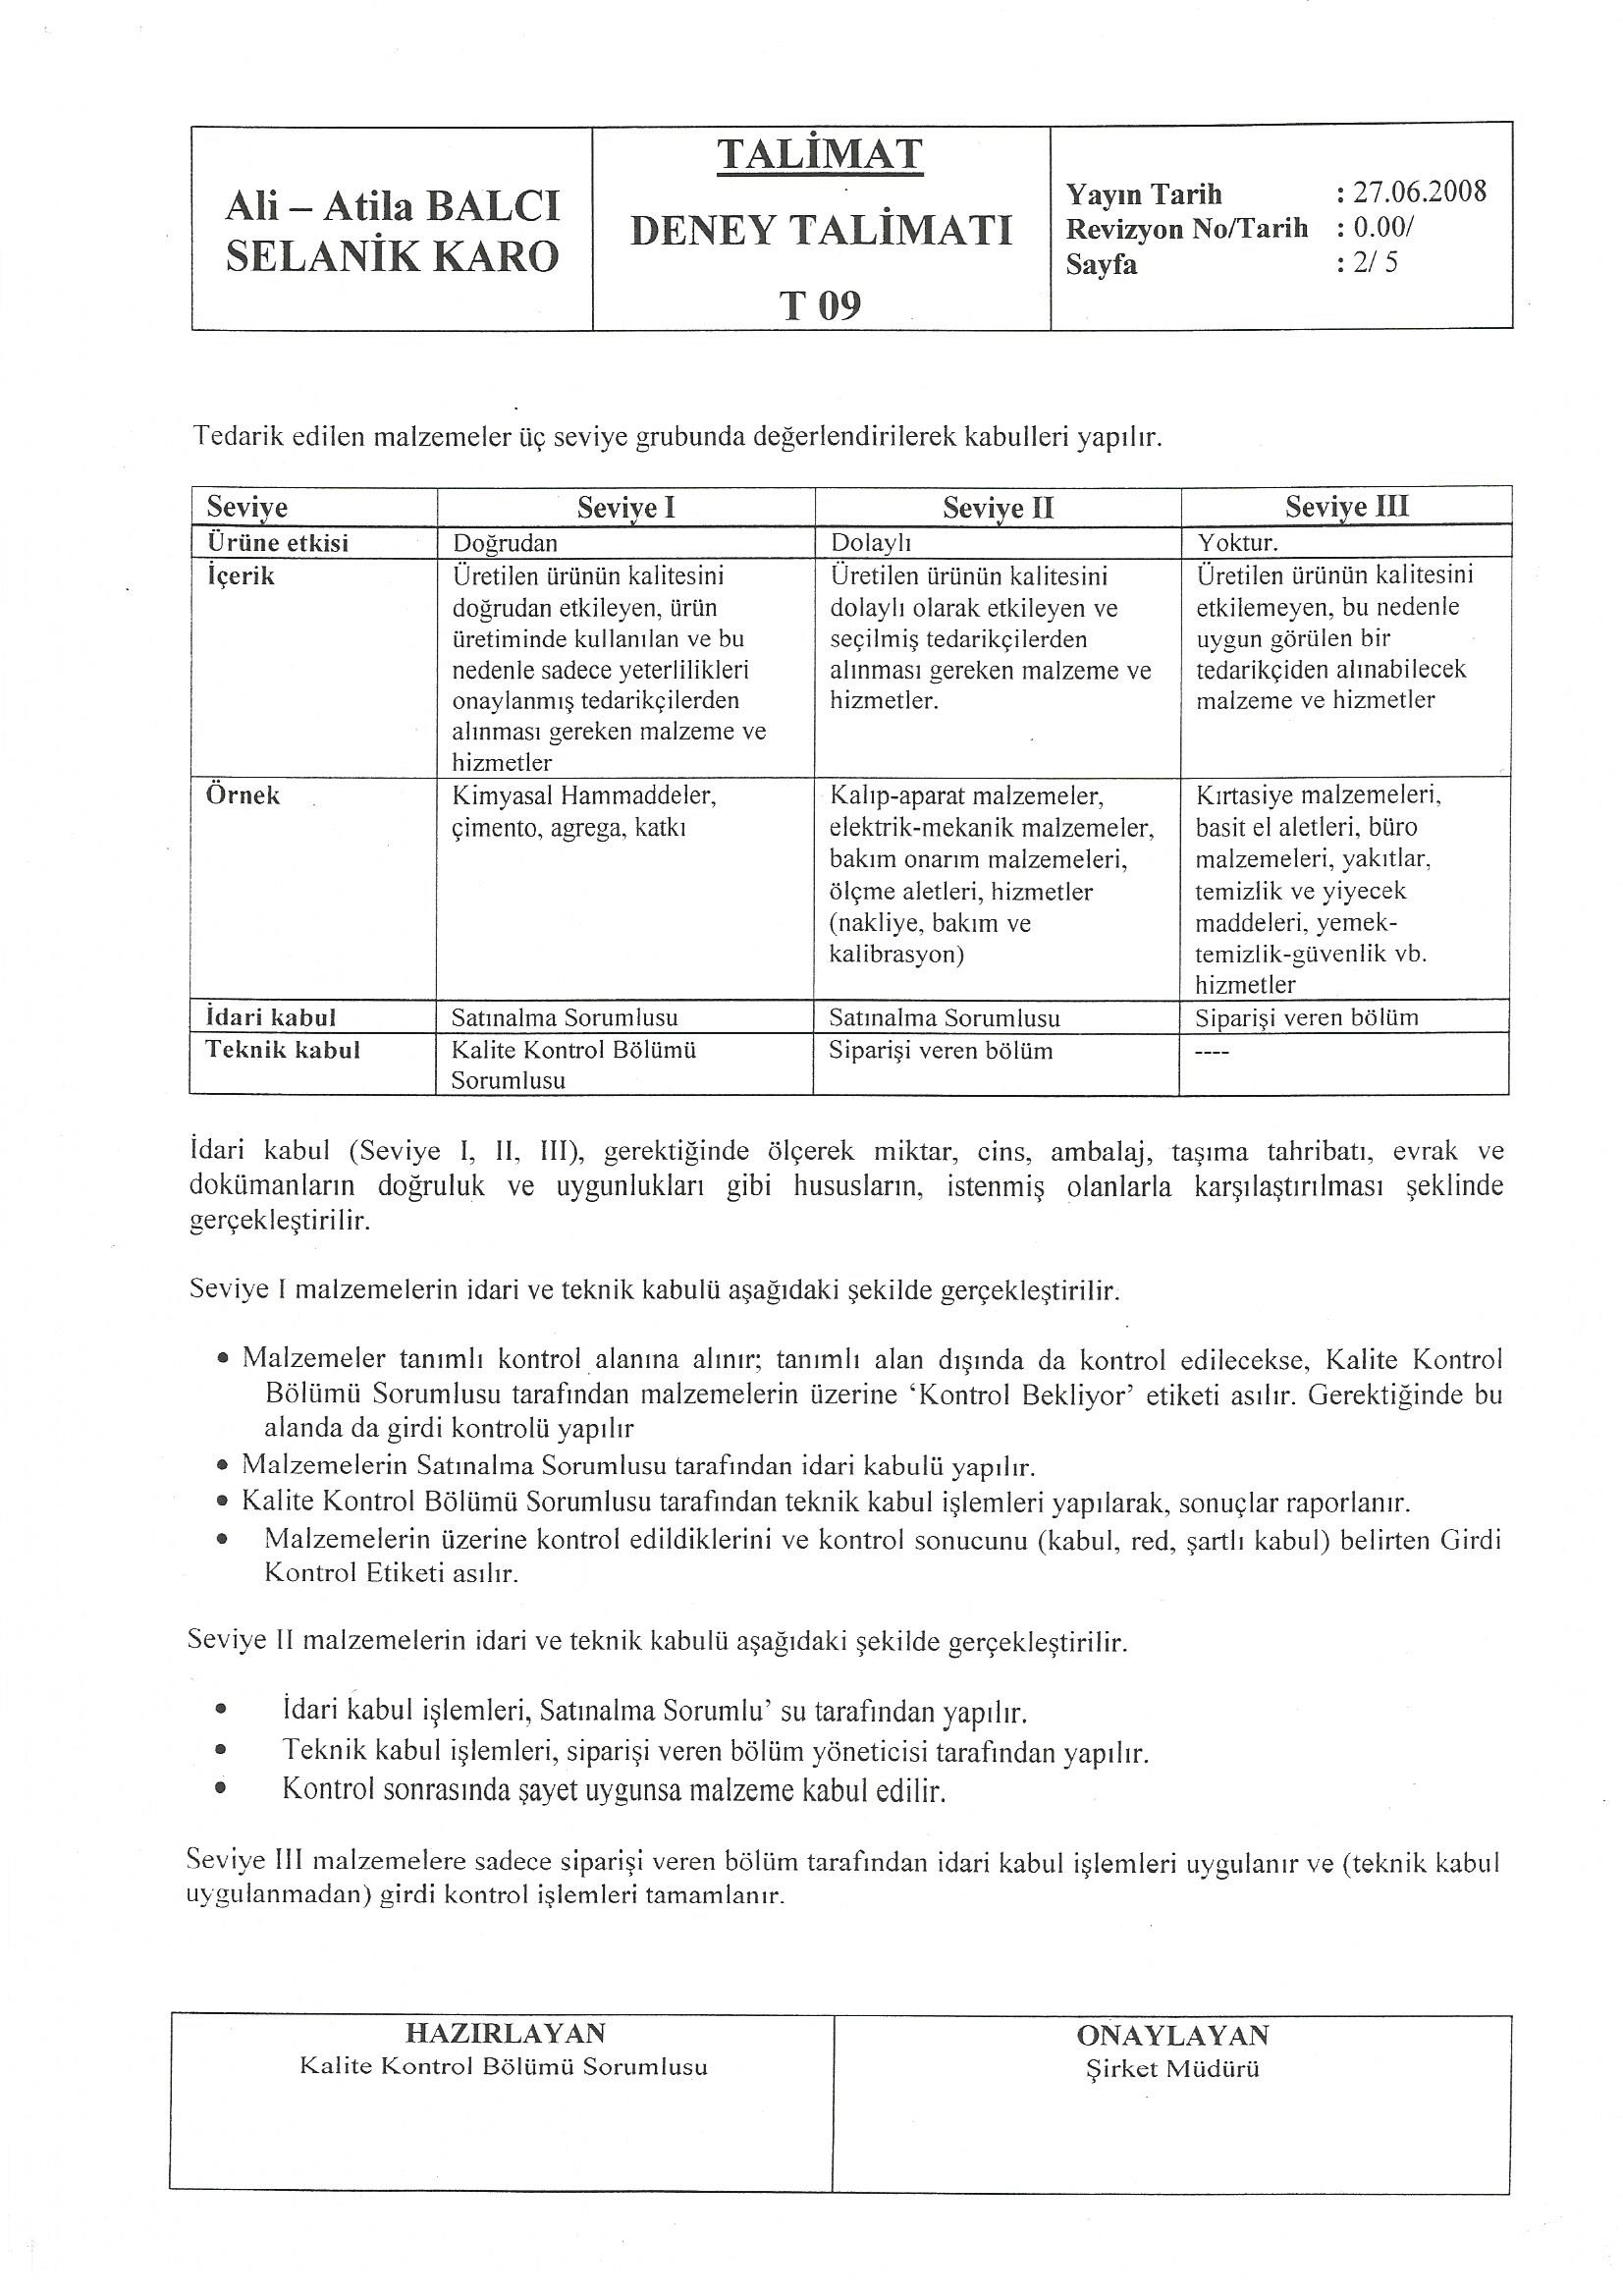 Ali – Atila BALCI
SELANİK KARO
TALİMAT
DENEY TALİMATI
T 09
Yayın Tarih : 27.06.2008
Revizyon No/Tarih : 0.00/
Sayfa : 2/ 5
Tedarik edilen malzemeler üç seviye grubunda değerlendirilerek kabulleri yapılır.
Seviye
Seviye I
Seviye II
Seviye III
Ürüne etkisi
Doğrudan
Dolaylı
Yoktur.
İçerik
Üretilen ürünün kalitesini
doğrudan etkileyen, ürün
üretiminde kullanılan ve bu
nedenle sadece yeterlilikleri
onaylanmış tedarikçilerden
alınması gereken malzeme ve
hizmetler
Üretilen ürünün kalitesini
dolaylı olarak etkileyen ve
seçilmiş tedarikçilerden
alınması gereken malzeme ve
hizmetler.
Üretilen ürünün kalitesini
etkilemeyen, bu nedenle
uygun görülen bir
tedarikçiden alınabilecek
malzeme ve hizmetler
Örnek
Kimyasal Hammaddeler,
çimento, agrega, katkı
Kalıp-aparat malzemeler,
elektrik-mekanik malzemeler,
bakım onarım malzemeleri,
ölçme aletleri, hizmetler
(nakliye, bakım ve
kalibrasyon)
Kırtasiye malzemeleri,
basit el aletleri, büro
malzemeleri, yakıtlar,
temizlik ve yiyecek
maddeleri, yemek-
temizlik-güvenlik vb.
hizmetler
İdari kabul
Satınalma Sorumlusu
Satınalma Sorumlusu
Siparişi veren bölüm
Teknik kabul
Kalite Kontrol Bölümü
Sorumlusu
Siparişi veren bölüm
----
İdari kabul (Seviye I, II, III), gerektiğinde ölçerek miktar, cins, ambalaj, taşıma tahribatı, evrak ve
dokümanların doğruluk ve uygunlukları gibi hususların, istenmiş olanlarla karşılaştırılması şeklinde
gerçekleştirilir.
Seviye I malzemelerin idari ve teknik kabulü aşağıdaki şekilde gerçekleştirilir.
• Malzemeler tanımlı kontrol alanına alınır; tanımlı alan dışında da kontrol edilecekse, Kalite Kontrol
Bölümü Sorumlusu tarafından malzemelerin üzerine ‘Kontrol Bekliyor’ etiketi asılır. Gerektiğinde bu
alanda da girdi kontrolü yapılır
• Malzemelerin Satınalma Sorumlusu tarafından idari kabulü yapılır.
• Kalite Kontrol Bölümü Sorumlusu tarafından teknik kabul işlemleri yapılarak, sonuçlar raporlanır.
• Malzemelerin üzerine kontrol edildiklerini ve kontrol sonucunu (kabul, red, şartlı kabul) belirten Girdi
Kontrol Etiketi asılır.
Seviye II malzemelerin idari ve teknik kabulü aşağıdaki şekilde gerçekleştirilir.
• İdari kabul işlemleri, Satınalma Sorumlu’ su tarafından yapılır.
• Teknik kabul işlemleri, siparişi veren bölüm yöneticisi tarafından yapılır.
• Kontrol sonrasında şayet uygunsa malzeme kabul edilir.
Seviye III malzemelere sadece siparişi veren bölüm tarafından idari kabul işlemleri uygulanır ve (teknik kabul
uygulanmadan) girdi kontrol işlemleri tamamlanır.
HAZIRLAYAN
Kalite Kontrol Bölümü Sorumlusu
ONAYLAYAN
Şirket Müdürü